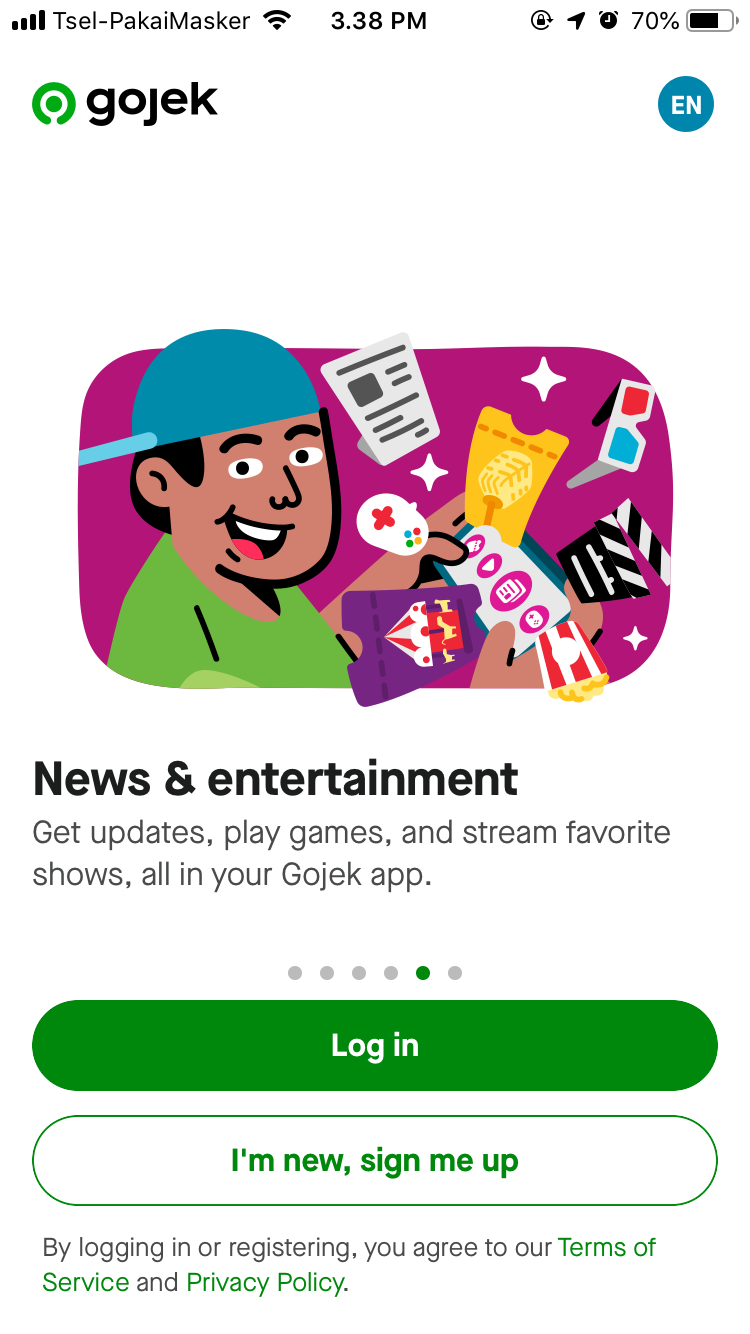 Tsel-PakaiMasker 3.38 PM 70%
gojek
EN
News & entertainment
Get updates, play games, and stream favorite
shows, all in your Gojek app.
Log in
I'm new, sign me up
By logging in or registering, you agree to our Terms of
Service and Privacy Policy.